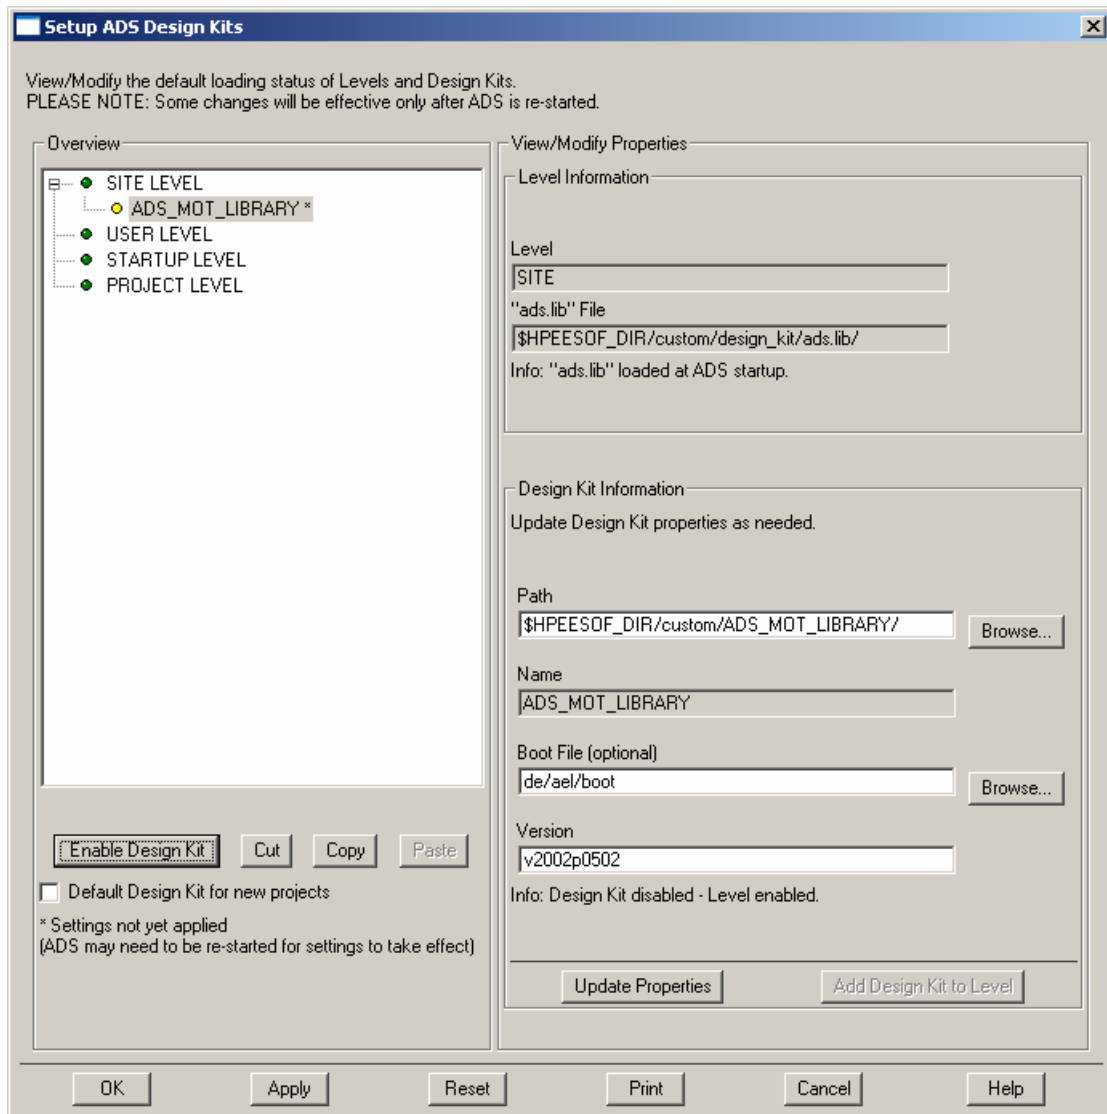 Setup ADS Design Kits
View/Modify the default loading status of Levels and Design Kits.
PLEASE NOTE: Some changes will be effective only after ADS is re-started.
Overview
SITE LEVEL
ADS_MOT_LIBRARY *
USER LEVEL
STARTUP LEVEL
PROJECT LEVEL
Enable Design Kit
Cut
Copy
Paste
Default Design Kit for new projects
* Settings not yet applied
(ADS may need to be re-started for settings to take effect)
View/Modify Properties
Level Information
Level
SITE
"ads.lib" File
$HPEESOF_DIR/custom/design_kit/ads.lib/
Info: "ads.lib" loaded at ADS startup.
Design Kit Information
Update Design Kit properties as needed.
Path
$HPEESOF_DIR/custom/ADS_MOT_LIBRARY/
Browse...
Name
ADS_MOT_LIBRARY
Boot File (optional)
de/ael/boot
Browse...
Version
v2002p0502
Info: Design Kit disabled - Level enabled.
Update Properties
Add Design Kit to Level
OK
Apply
Reset
Print
Cancel
Help